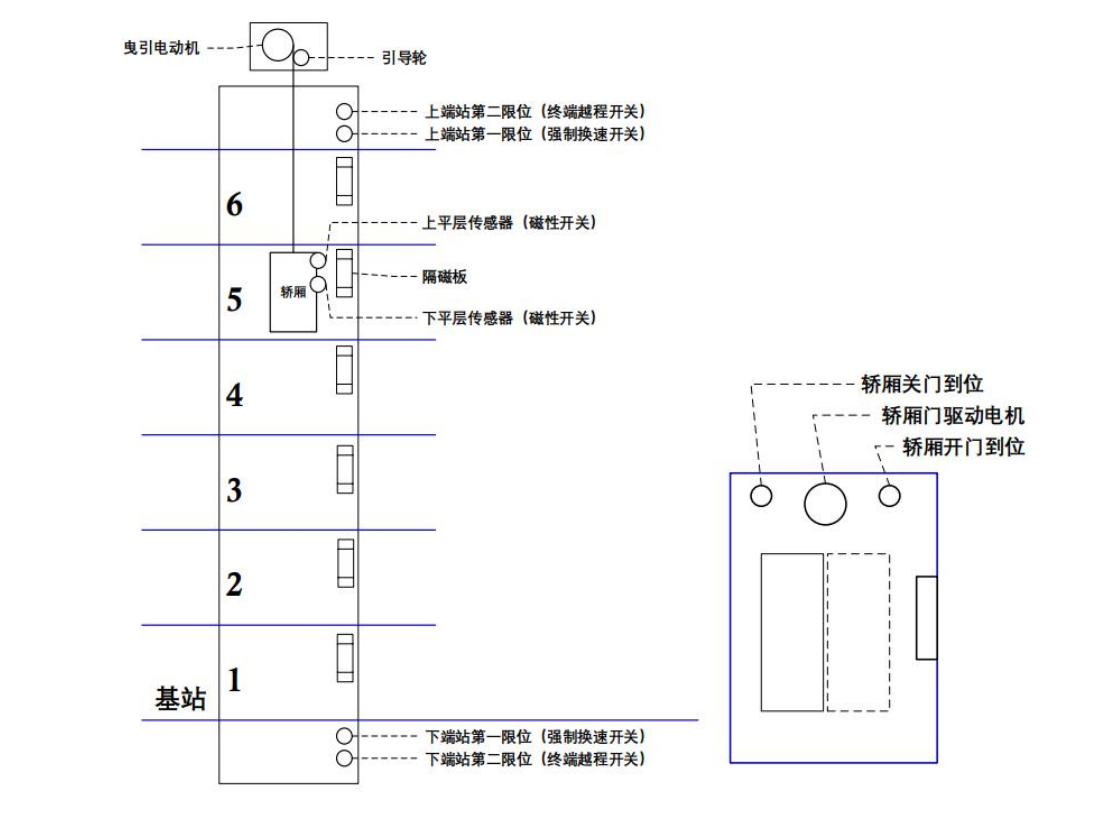 曳引电动机
引导轮
上端站第二限位（终端越程开关）
上端站第一限位（强制换速开关）
6
上平层传感器（磁性开关）
隔磁板
5
轿厢
下平层传感器（磁性开关）
4
轿厢关门到位
轿厢门驱动电机
轿厢开门到位
3
2
1
基站
下端站第一限位（强制换速开关）
下端站第二限位（终端越程开关）